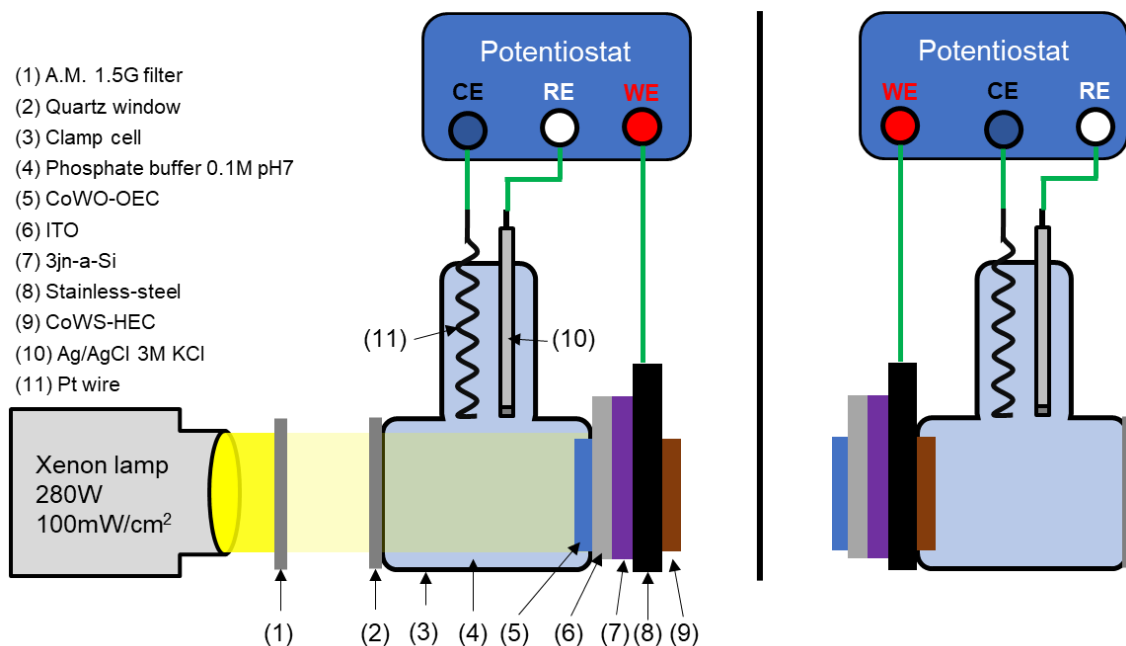 (1) A.M. 1.5G filter
(2) Quartz window
(3) Clamp cell
(4) Phosphate buffer 0.1M pH7
(5) CoWO-OEC
(6) ITO
(7) 3jn-a-Si
(8) Stainless-steel
(9) CoWS-HEC
(10) Ag/AgCl 3M KCl
(11) Pt wire
Xenon lamp
280W
100mW/cm²
Potentiostat
CE RE WE
(11) (10)
(1) (2) (3) (4) (5) (6) (7) (8) (9)
Potentiostat
WE CE RE